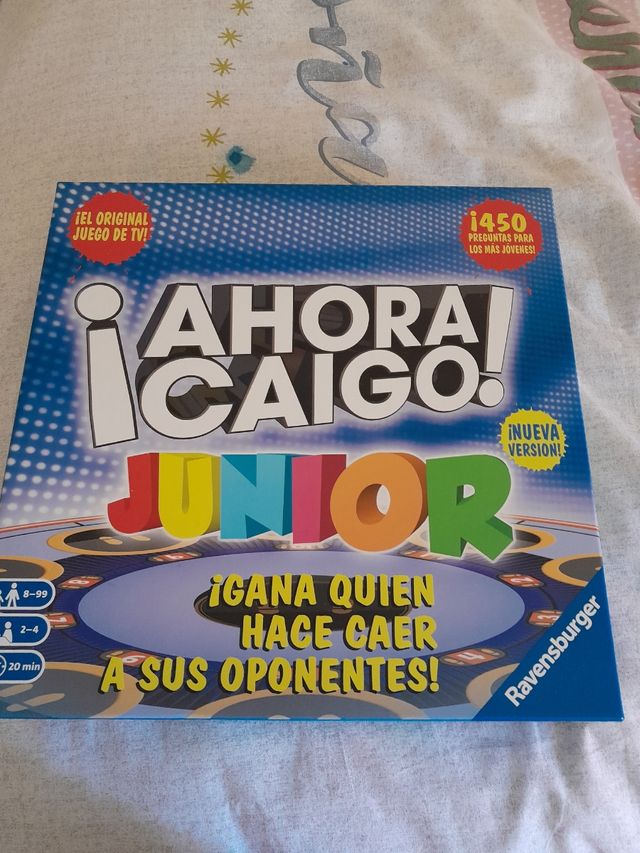 ¡EL ORIGINAL
JUEGO DE TV!
¡450
PREGUNTAS PARA
LOS MÁS JÓVENES!
¡AHORA
CAIGO!
JUNIOR
¡NUEVA
VERSIÓN!
8-99
2-4
20 min
¡GANA QUIEN
HACE CAER
A SUS OPONENTES!
Ravensburger